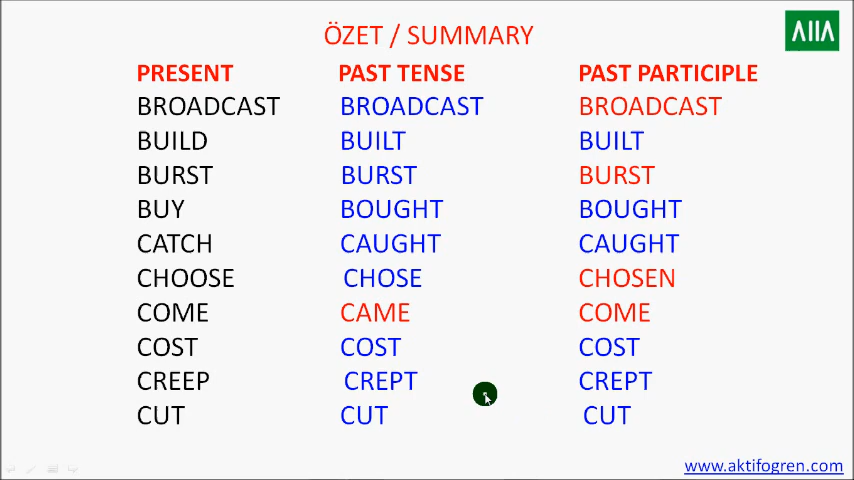 ÖZET / SUMMARY
PRESENT PAST TENSE PAST PARTICIPLE
BROADCAST BROADCAST BROADCAST
BUILD BUILT BUILT
BURST BURST BURST
BUY BOUGHT BOUGHT
CATCH CAUGHT CAUGHT
CHOOSE CHOSE CHOSEN
COME CAME COME
COST COST COST
CREEP CREPT CREPT
CUT CUT CUT
www.aktifogren.com